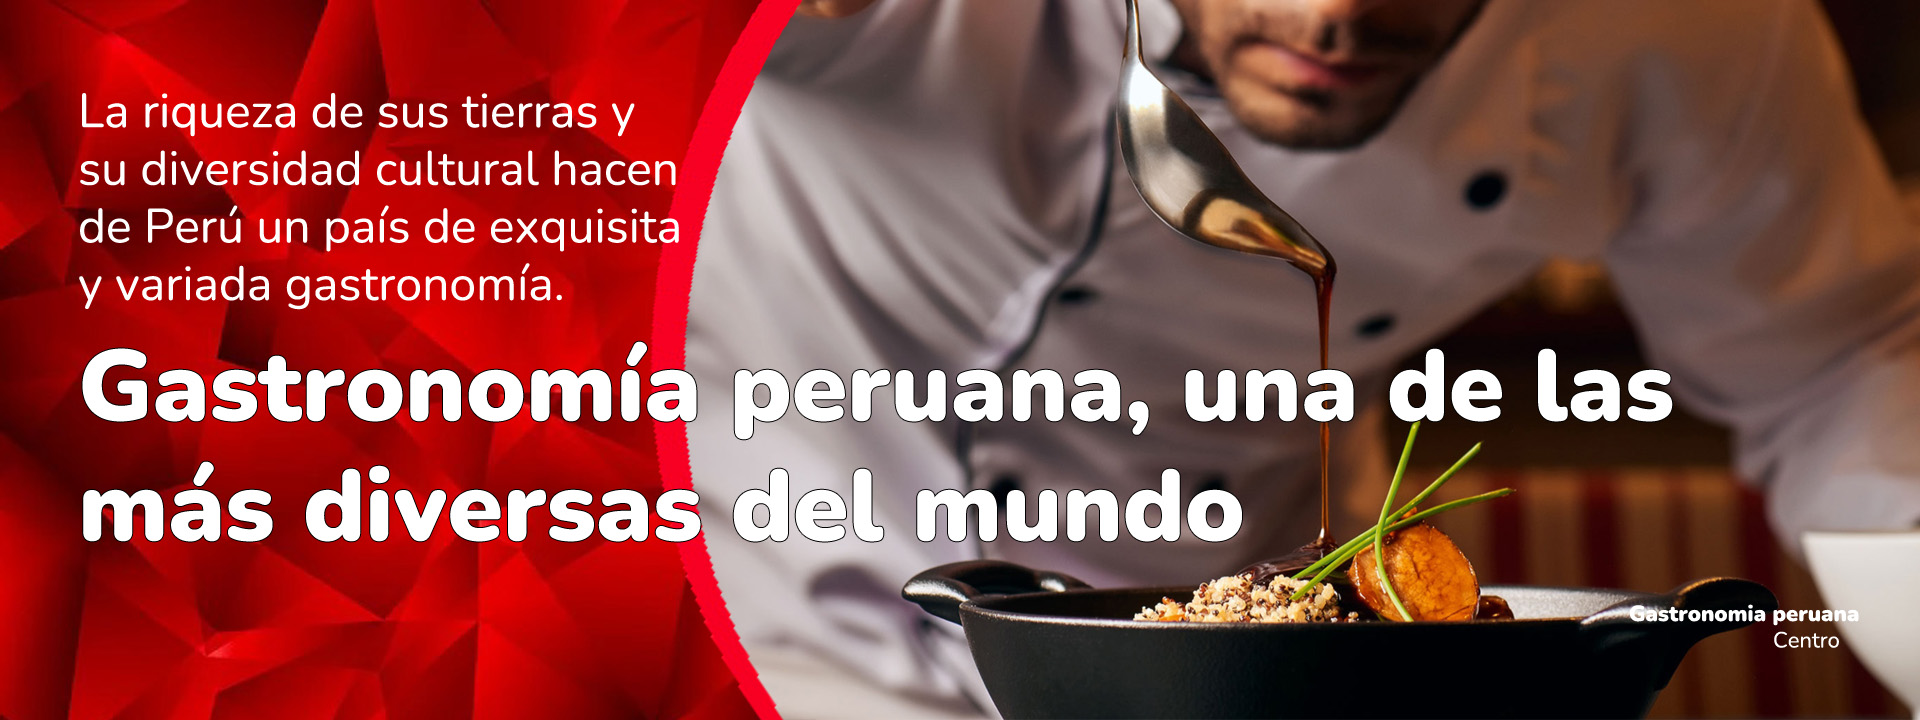 La riqueza de sus tierras y
su diversidad cultural hacen
de Perú un país de exquisita
y variada gastronomía.
Gastronomía peruana, una de las
más diversas del mundo
Gastronomia peruana
Centro